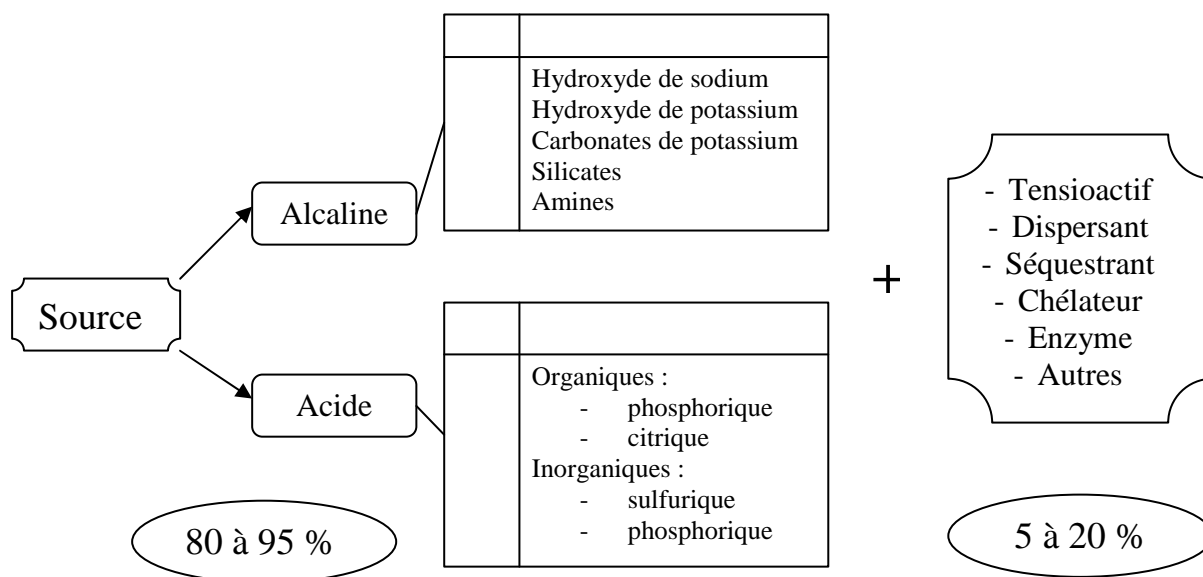 Source
Alcaline
Hydroxyde de sodium
Hydroxyde de potassium
Carbonates de potassium
Silicates
Amines
Acide
Organiques :
- phosphorique
- citrique
Inorganiques :
- sulfurique
- phosphorique
80 à 95 %
+
- Tensioactif
- Dispersant
- Séquestrant
- Chélateur
- Enzyme
- Autres
5 à 20 %